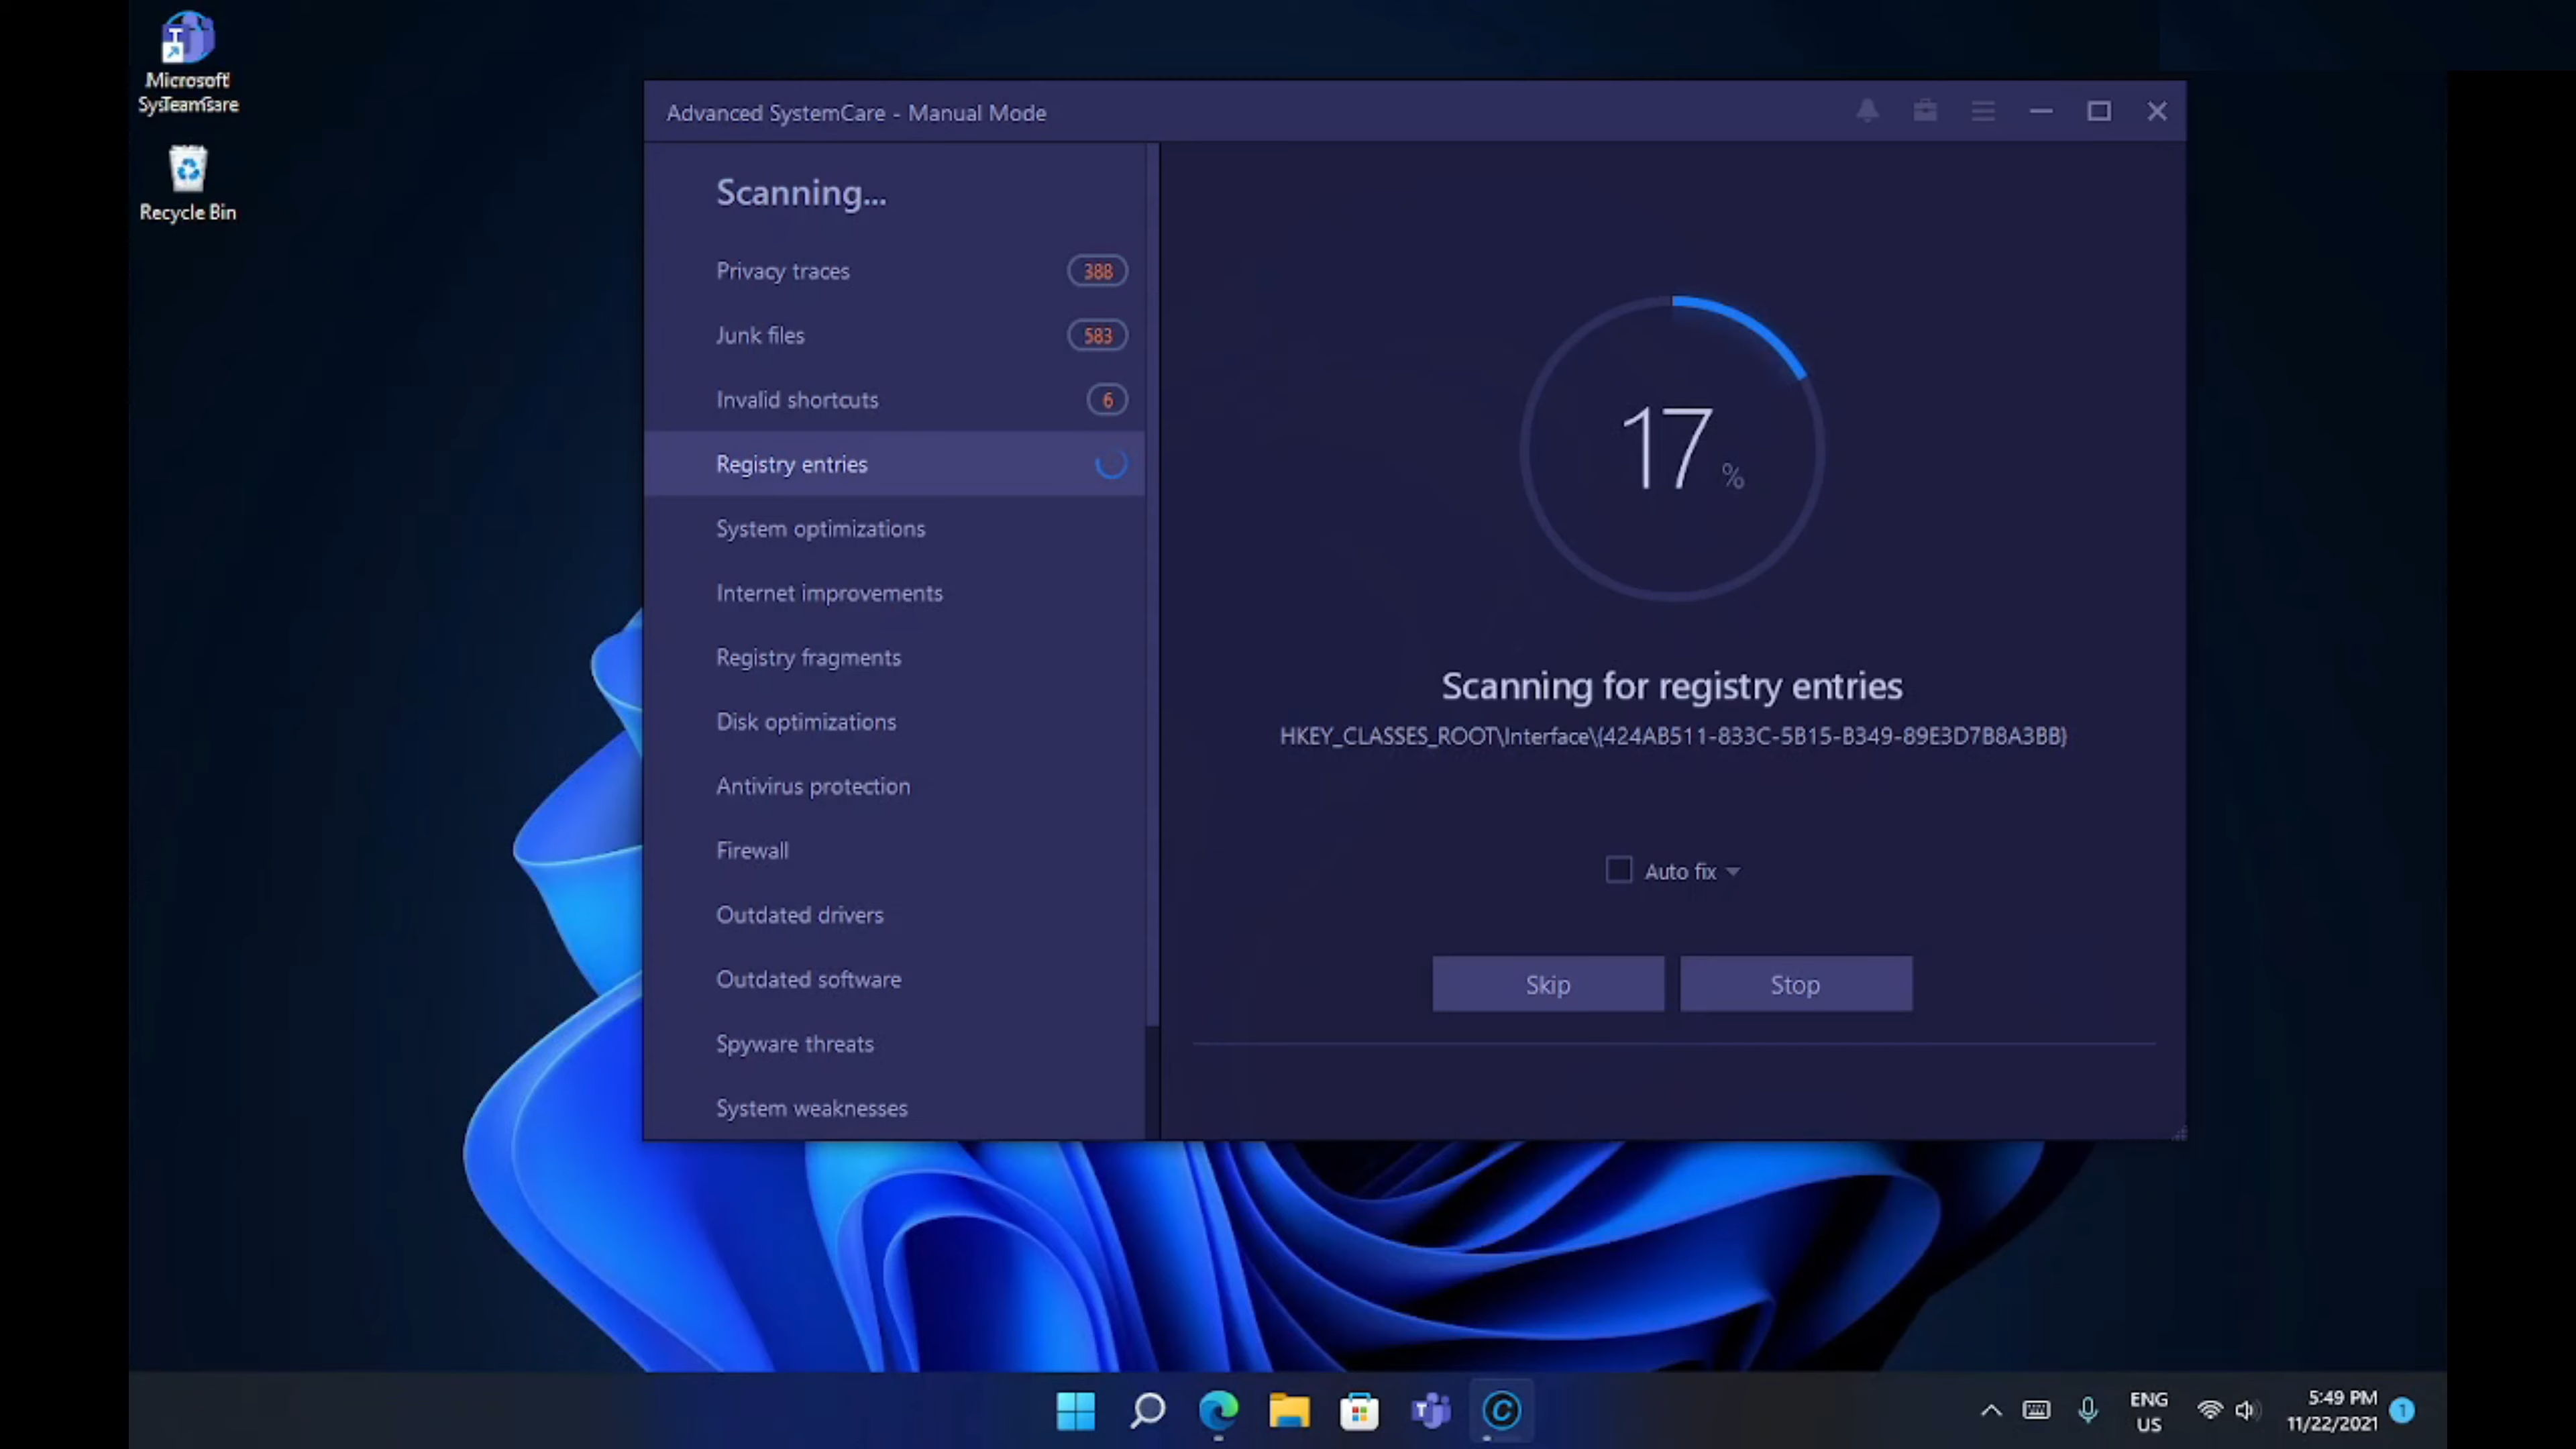 Microsoft
Recycle Bin
Advanced SystemCare - Manual Mode
Scanning...
Privacy traces 388
Junk files 583
Invalid shortcuts 6
Registry entries
System optimizations
Internet improvements
Registry fragments
Disk optimizations
Antivirus protection
Firewall
Outdated drivers
Outdated software
Spyware threats
System weaknesses
17 %
Scanning for registry entries
HKEY_CLASSES_ROOT\Interface\{424AB511-833C-5B15-B349-89E3D7B8A3BB}
Auto fix
Skip
Stop
ENG
US
5:49 PM
11/22/2021
1